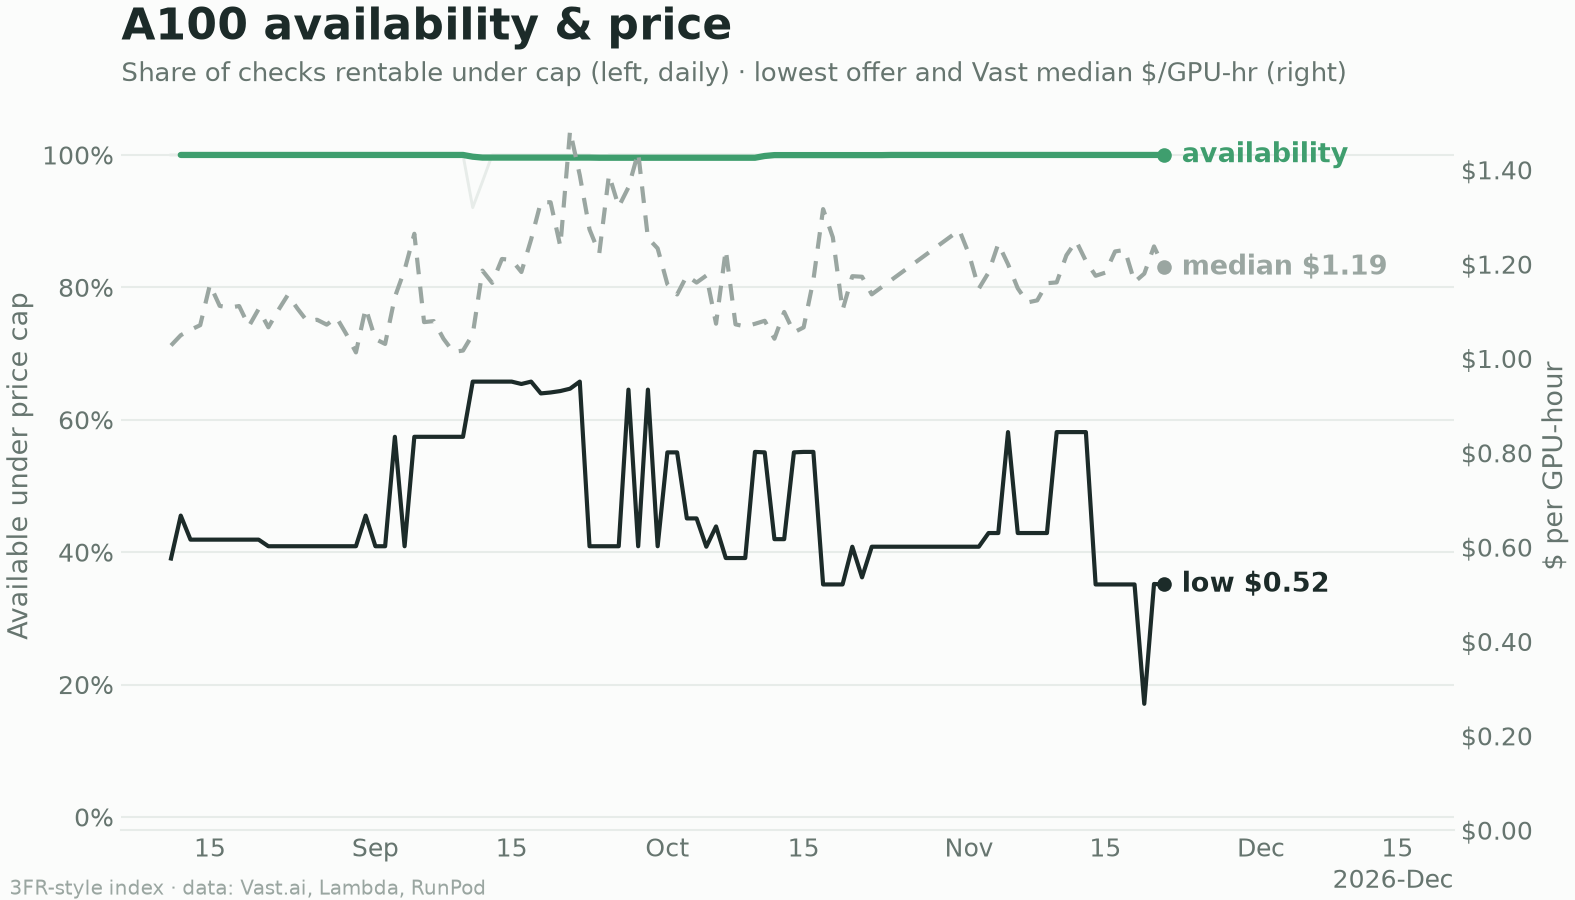 A100 availability & price
Share of checks rentable under cap (left, daily) · lowest offer and Vast median $/GPU-hr (right)
Available under price cap
100%
80%
60%
40%
20%
0%
availability
median $1.19
low $0.52
$1.40
$1.20
$1.00
$0.80
$0.60
$0.40
$0.20
$0.00
$ per GPU-hour
15 Sep 15 Oct 15 Nov 15 Dec 15
2026-Dec
3FR-style index · data: Vast.ai, Lambda, RunPod